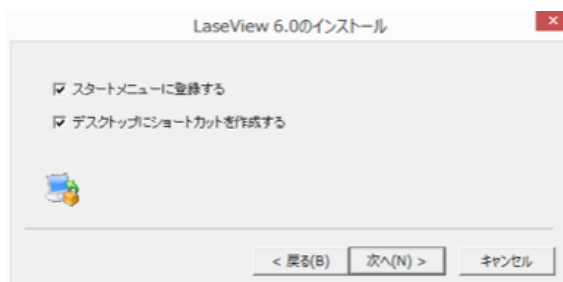 LaseView 6.0のインストール
スタートメニューに登録する
デスクトップにショートカットを作成する
< 戻る(B)
次へ(N) >
キャンセル